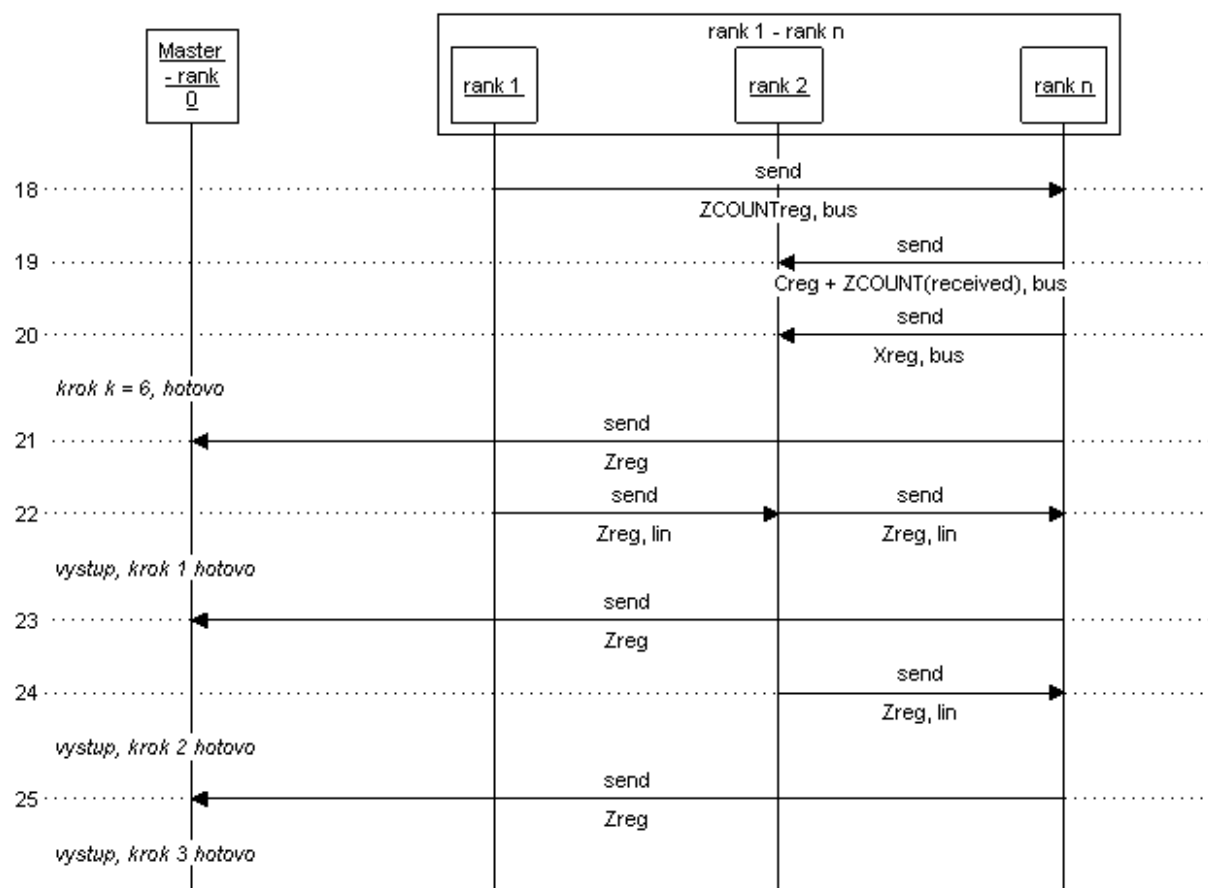 rank 1 - rank n
Master
- rank
0
rank 1
rank 2
rank n
send
18
ZCOUNTreg, bus
send
19
Creg + ZCOUNT(received), bus
send
20
Xreg, bus
krok k = 6, hotovo
send
21
Zreg
send send
22
Zreg, lin Zreg, lin
vystup, krok 1 hotovo
send
23
Zreg
send
24
Zreg, lin
vystup, krok 2 hotovo
send
25
Zreg
vystup, krok 3 hotovo